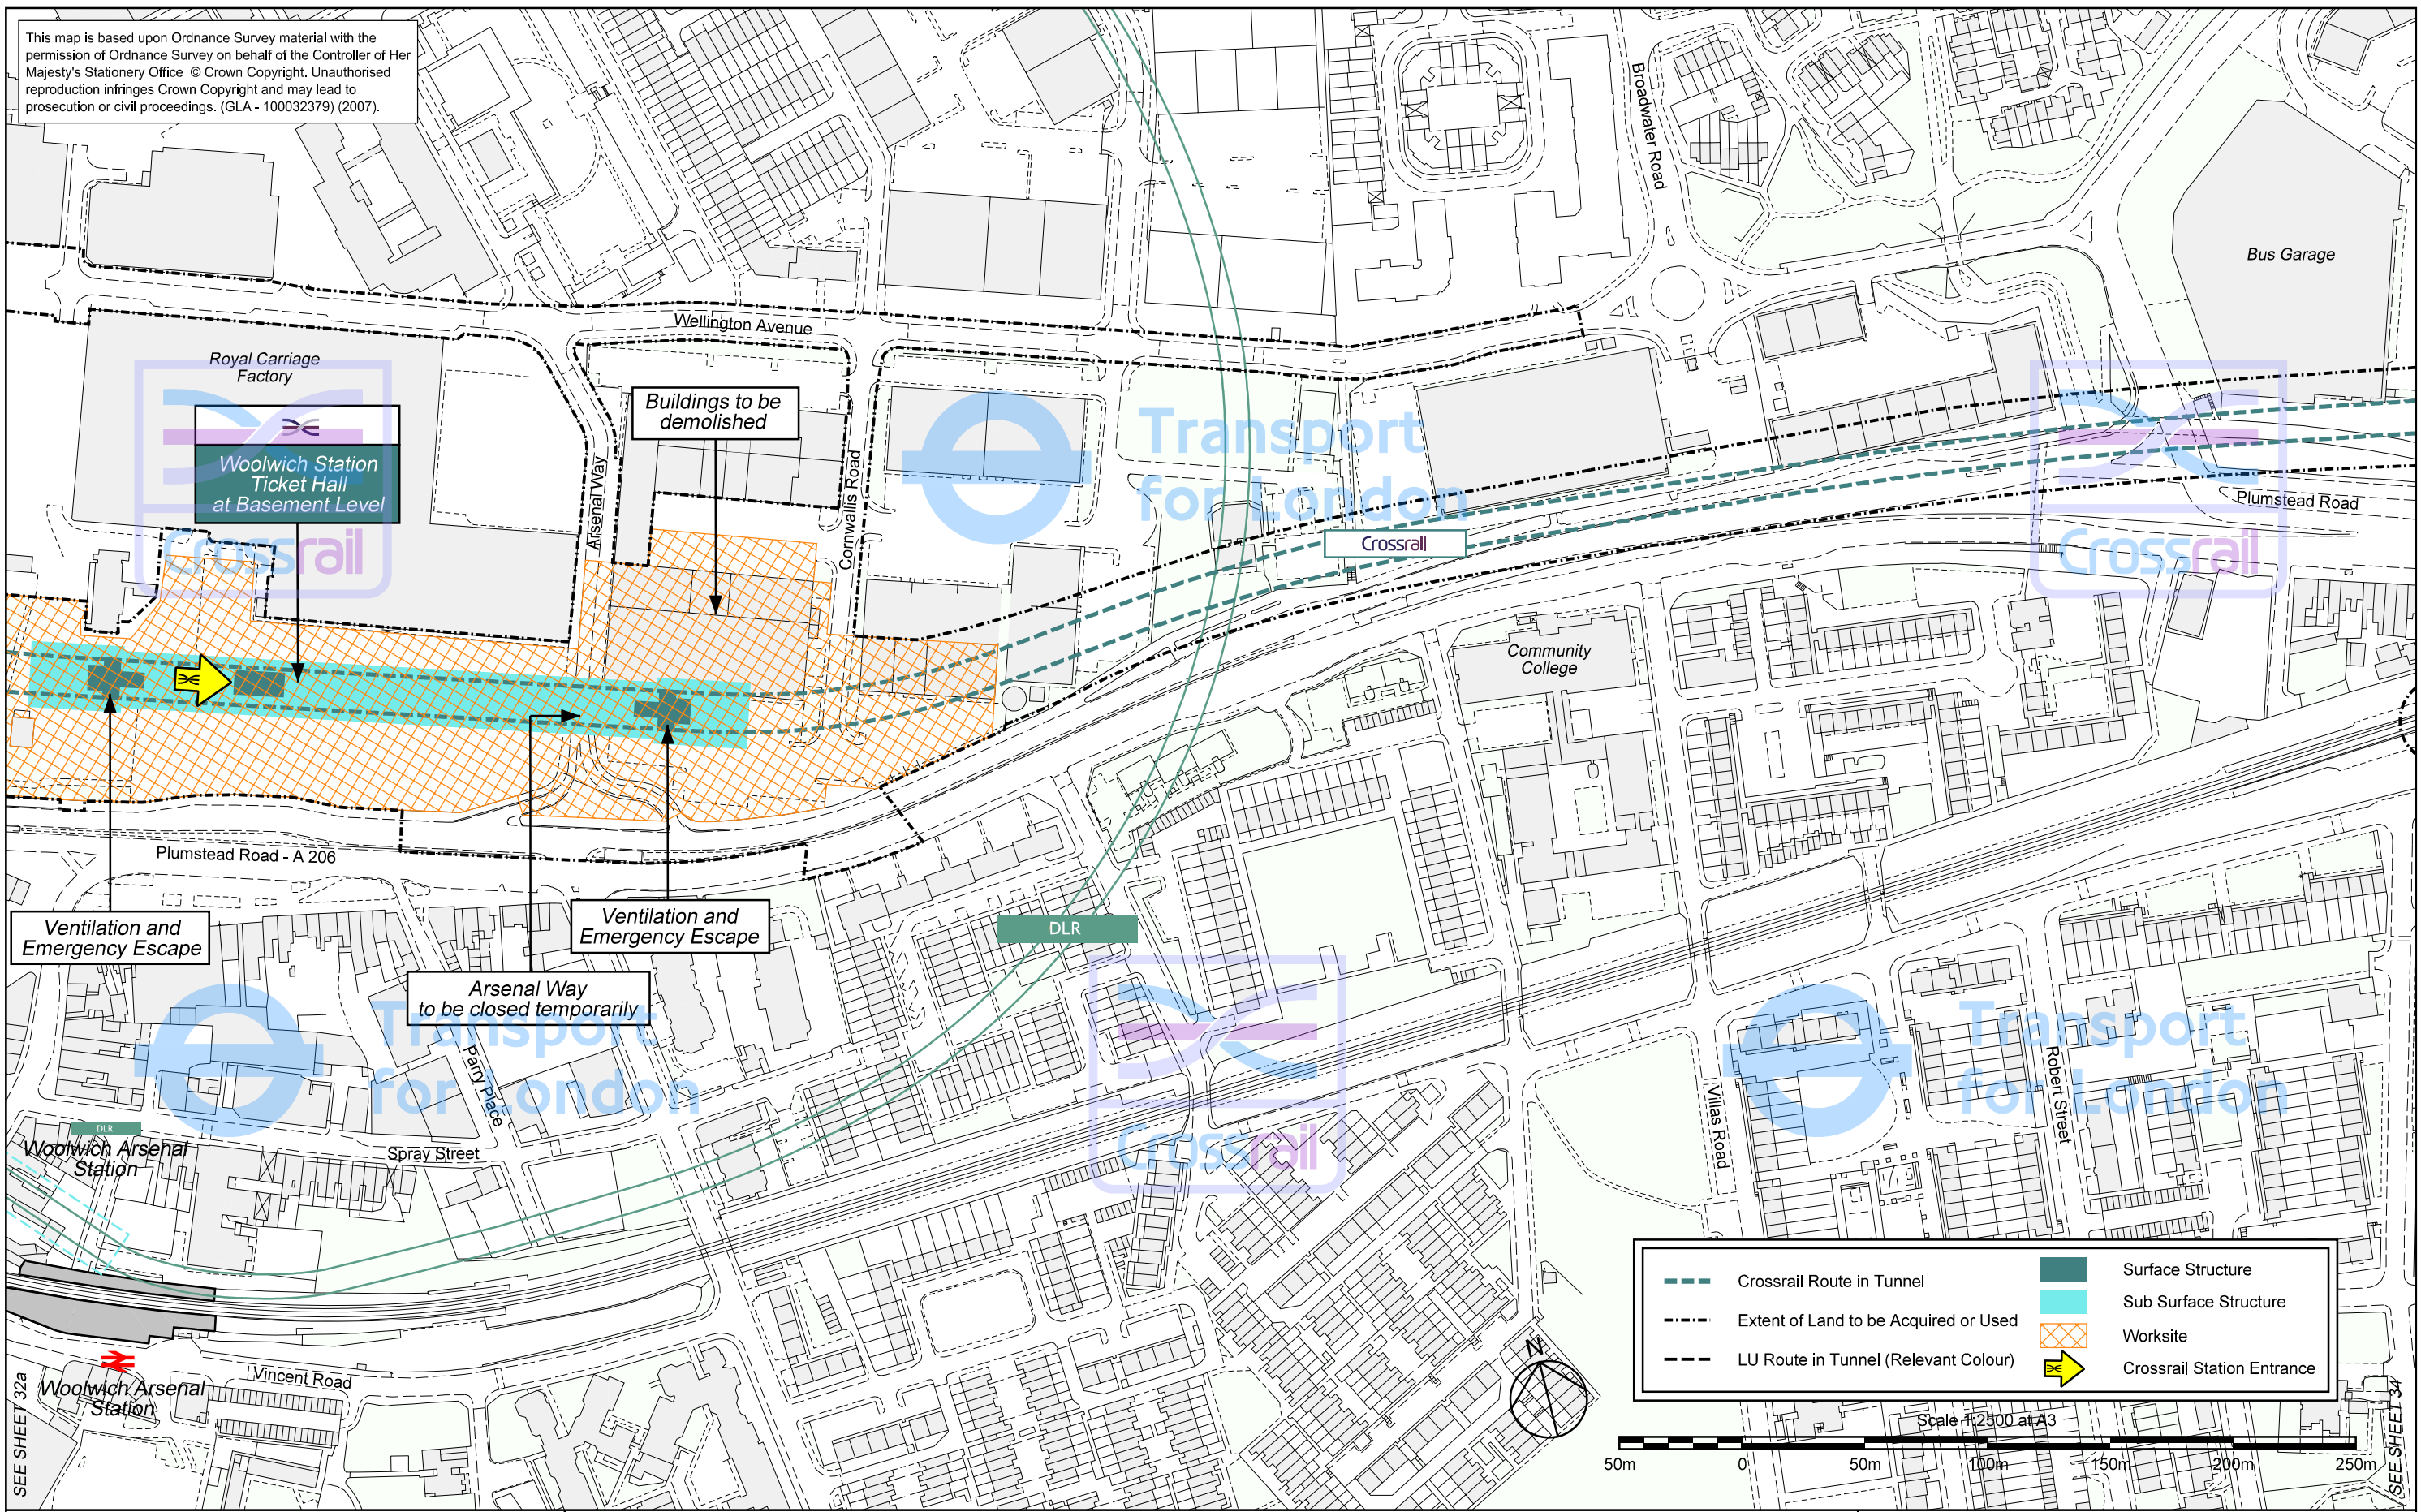 This map is based upon Ordnance Survey material with the
permission of Ordnance Survey on behalf of the Controller of Her
Majesty's Stationery Office © Crown Copyright. Unauthorised
reproduction infringes Crown Copyright and may lead to
prosecution or civil proceedings. (GLA - 100032379) (2007).
Broadwater Road
Bus Garage
Wellington Avenue
Royal Carriage
Factory
Buildings to be
demolished
Transport
for London
Woolwich Station
Ticket Hall
at Basement Level
Arsenal Way
Cornwallis Road
Crossrail
Crossrail
Crossrail
Plumstead Road
Community
College
Plumstead Road - A 206
Ventilation and
Emergency Escape
Ventilation and
Emergency Escape
DLR
Arsenal Way
to be closed temporarily
Transport
for London
Transport
for London
Parry Place
Crossrail
Villas Road
Robert Street
DLR
Woolwich Arsenal
Station
Spray Street
Vincent Road
Woolwich Arsenal
Station
SEE SHEET 32a
N
Crossrail Route in Tunnel
Extent of Land to be Acquired or Used
LU Route in Tunnel (Relevant Colour)
Surface Structure
Sub Surface Structure
Worksite
Crossrail Station Entrance
Scale 1:2500 at A3
50m
0
50m
100m
150m
200m
250m
SEE SHEET 34